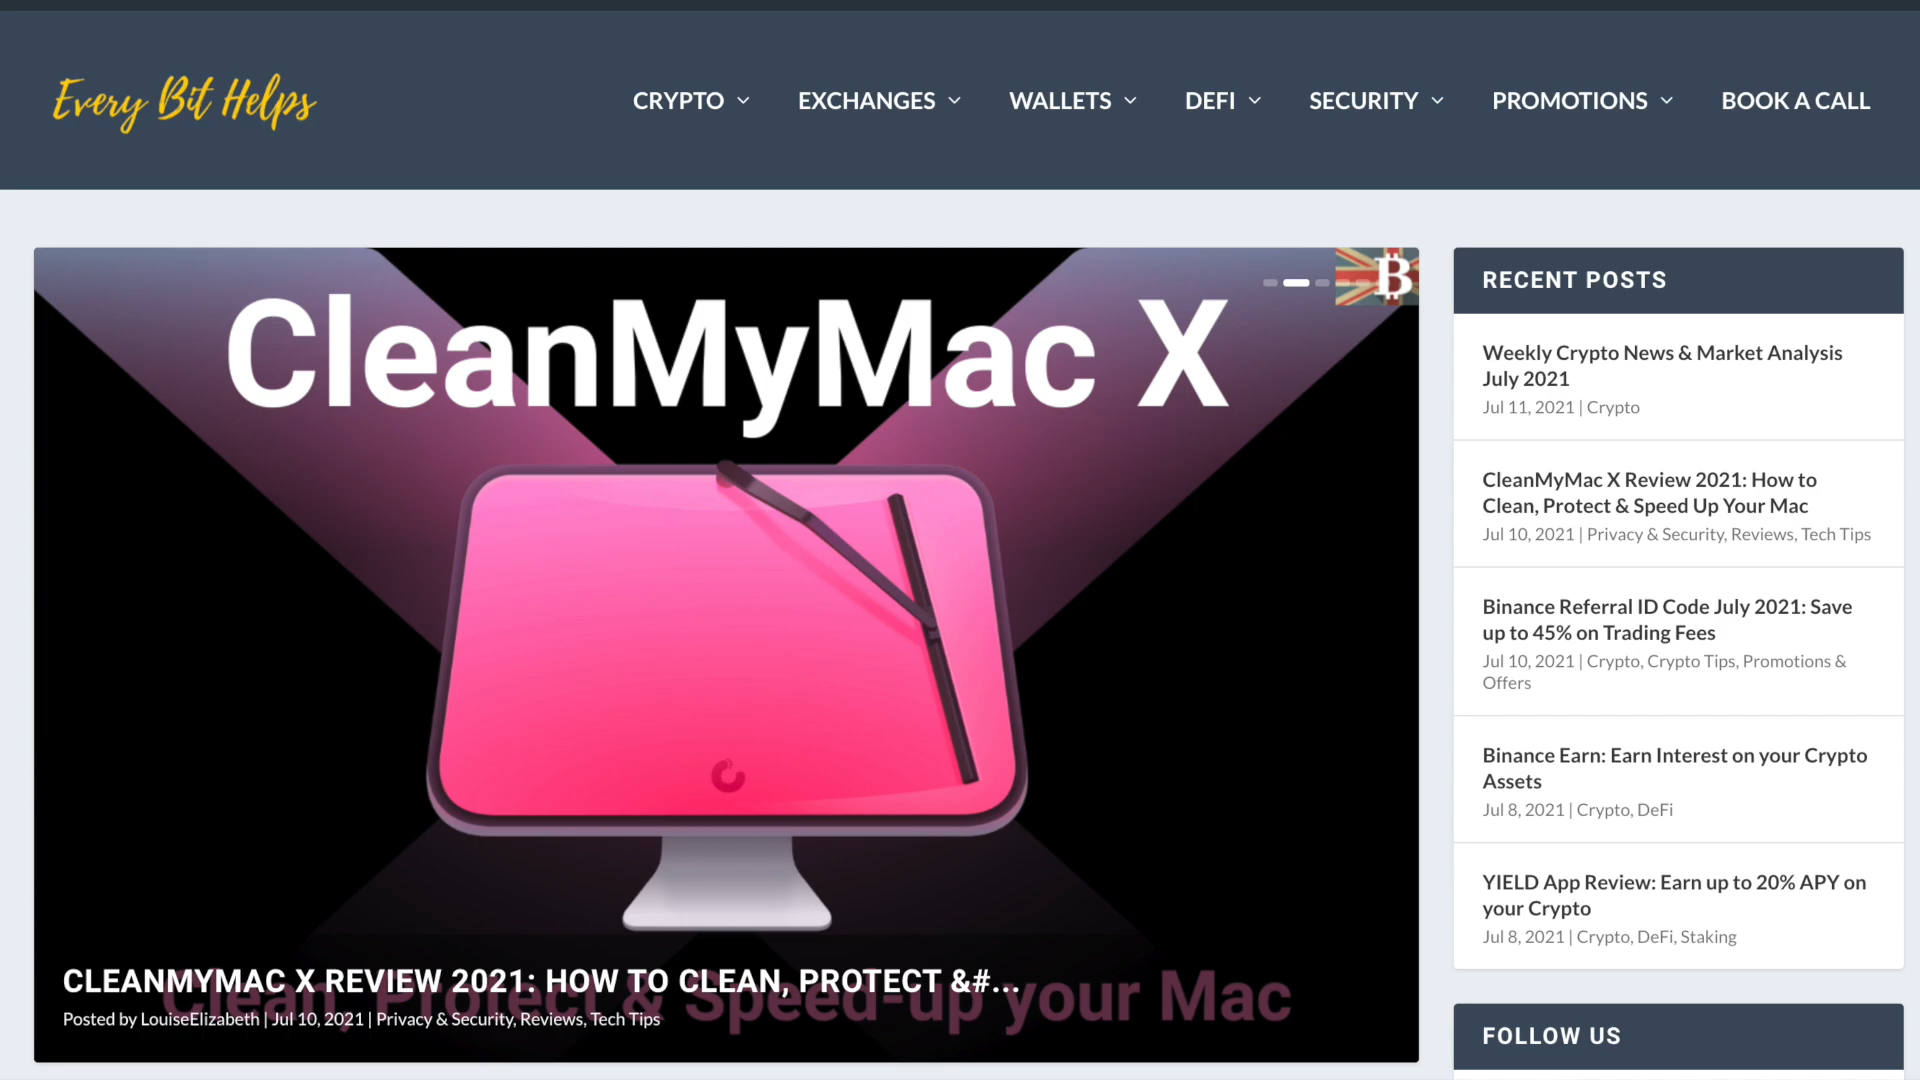 Every Bit Helps
CRYPTO
EXCHANGES
WALLETS
DEFI
SECURITY
PROMOTIONS
BOOK A CALL
CleanMyMac X
Clean, Protect & Speed-up your Mac
CLEANMYMAC X REVIEW 2021: HOW TO CLEAN, PROTECT &#...
Posted by LouiseElizabeth | Jul 10, 2021 | Privacy & Security, Reviews, Tech Tips
RECENT POSTS
Weekly Crypto News & Market Analysis
July 2021
Jul 11, 2021 | Crypto
CleanMyMac X Review 2021: How to
Clean, Protect & Speed Up Your Mac
Jul 10, 2021 | Privacy & Security, Reviews, Tech Tips
Binance Referral ID Code July 2021: Save
up to 45% on Trading Fees
Jul 10, 2021 | Crypto, Crypto Tips, Promotions &
Offers
Binance Earn: Earn Interest on your Crypto
Assets
Jul 8, 2021 | Crypto, DeFi
YIELD App Review: Earn up to 20% APY on
your Crypto
Jul 8, 2021 | Crypto, DeFi, Staking
FOLLOW US